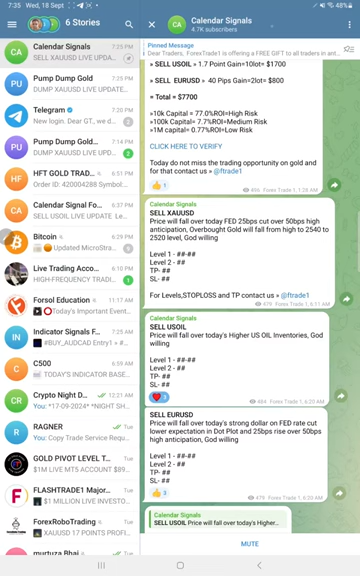 7:35 Wed, 18 Sept
48%
6 Stories
Calendar Signals
7:25 PM
SELL XAUUSD LIVE UPDA...
Pump Dump Gold
7:25 PM
DUMP XAUUSD LIVE UPDATE...
Telegram
7:20 PM
New login. Dear GT, we d...
Pump Dump Gold
7:14 PM
DUMP XAUUSD LIVE UPD...
2
HFT GOLD TRAD...
6:51 PM
Order ID: 420004288 Symbol:...
Calendar Signal Fo...
6:37 PM
SELL USOIL LIVE UPDATE Le...
Bitcoin
6:29 PM
Updated MicroStra...
Live Trading Acco...
6:10 PM
HIGH-FREQUENCY TRADI...
1
Forsol Education
11:17 AM
Today's Important Event...
Indicator Signals F...
7:25 AM
#BUY_AUDCAD Entry1 »
C500
6:59 AM
TODAY'S INDICATOR BASE...
Crypto Night D...
12:21 AM
You: *17-09-2024* *NIGHT SH...
RAGNER
Tue
You: Copy Trade Service Requ...
GOLD PIVOT LEVEL T...
Tue
$1M LIVE MT5 ACCOUNT $89...
FLASHTRADE1 Major...
Tue
$1 MILLION LIVE INVESTO...
ForexRoboTrading
Tue
XAUUSD 17 POINTS PROFI...
murtuza Bhai
Tue
Calendar Signals
4.7K subscribers
Pinned Message
Dear Traders, ForexTrade1 is offering a FREE GIFT to all traders in ant...
» SELL USOIL » 1.7 Point Gain=10lot= $1700
» SELL EURUSD » 40 Pips Gain=2lot= $800
= Total = $7700
»10k Capital = 77.0%ROI=High Risk
»100k Capital= 7.7%ROI=Medium Risk
»1M capital= 0.77%ROI=Low Risk
CLICK HERE TO VERIFY
Today do not miss the trading opportunity on gold and for that contact us » @ftrade1
1
Forex Trade 1, 1:28 AM
Calendar Signals
SELL XAUUSD
Price will fall over today FED 25bps cut over 50bps high anticipation, Overbought Gold will fall from high to 2540 to 2520 level, God willing
Level 1 - ##-##
Level 2 - ##
TP- ##
SL- ##
For Levels,STOPLOSS and TP contact us » @ftrade1
479 Forex Trade 1, 6:11 AM
Calendar Signals
SELL USOIL
Price will fall over today's Higher US OIL Inventories, God willing
Level 1 - ##-##
Level 2 - ##
TP- ##
SL- ##
484 Forex Trade 1, 6:20 AM
Calendar Signals
SELL EURUSD
Price will fall over today's strong dollar on FED rate cut lower expectation in Dot Plot and 25bps rise over 50bps high anticipation, God willing
Level 1 - ##-##
Level 2 - ##
TP- ##
SL- ##
479 Forex Trade 1, 6:20 AM
Calendar Signals
SELL USOIL Price will fall over today's Higher...
MUTE